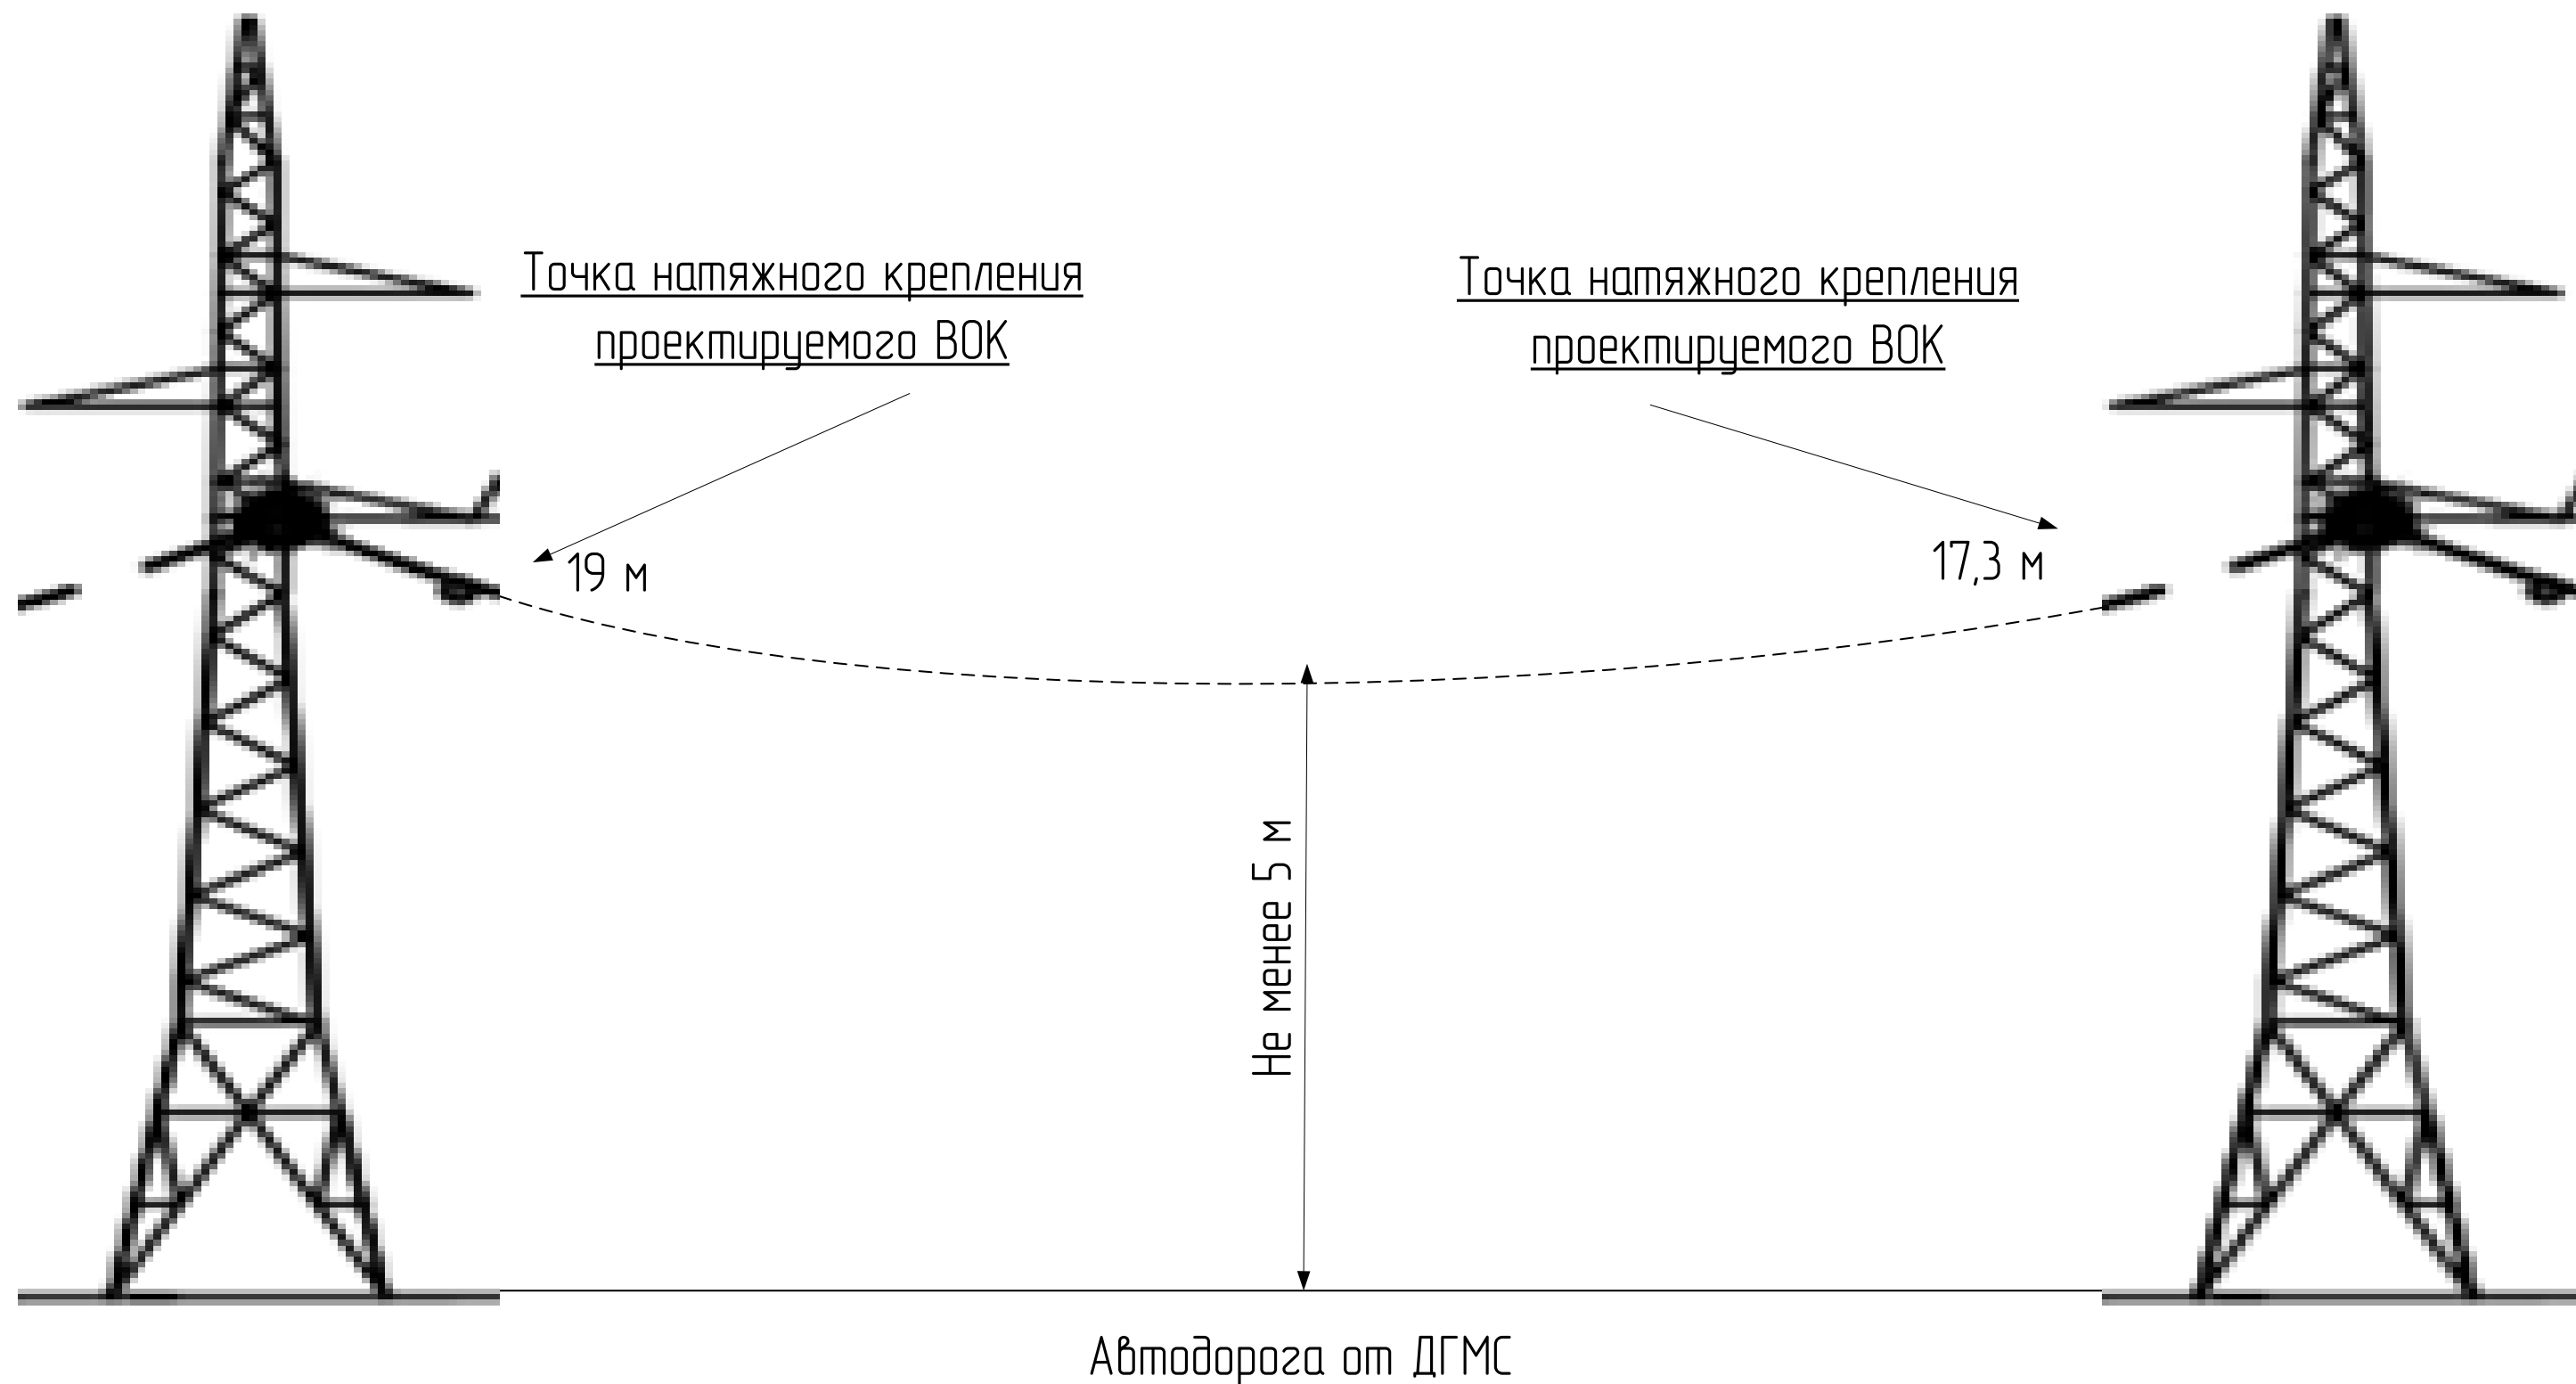 Точка натяжного крепления
проектируемого ВОК
Точка натяжного крепления
проектируемого ВОК
19 м
17,3 м
Не менее 5 м
Автодорога от ДГМС